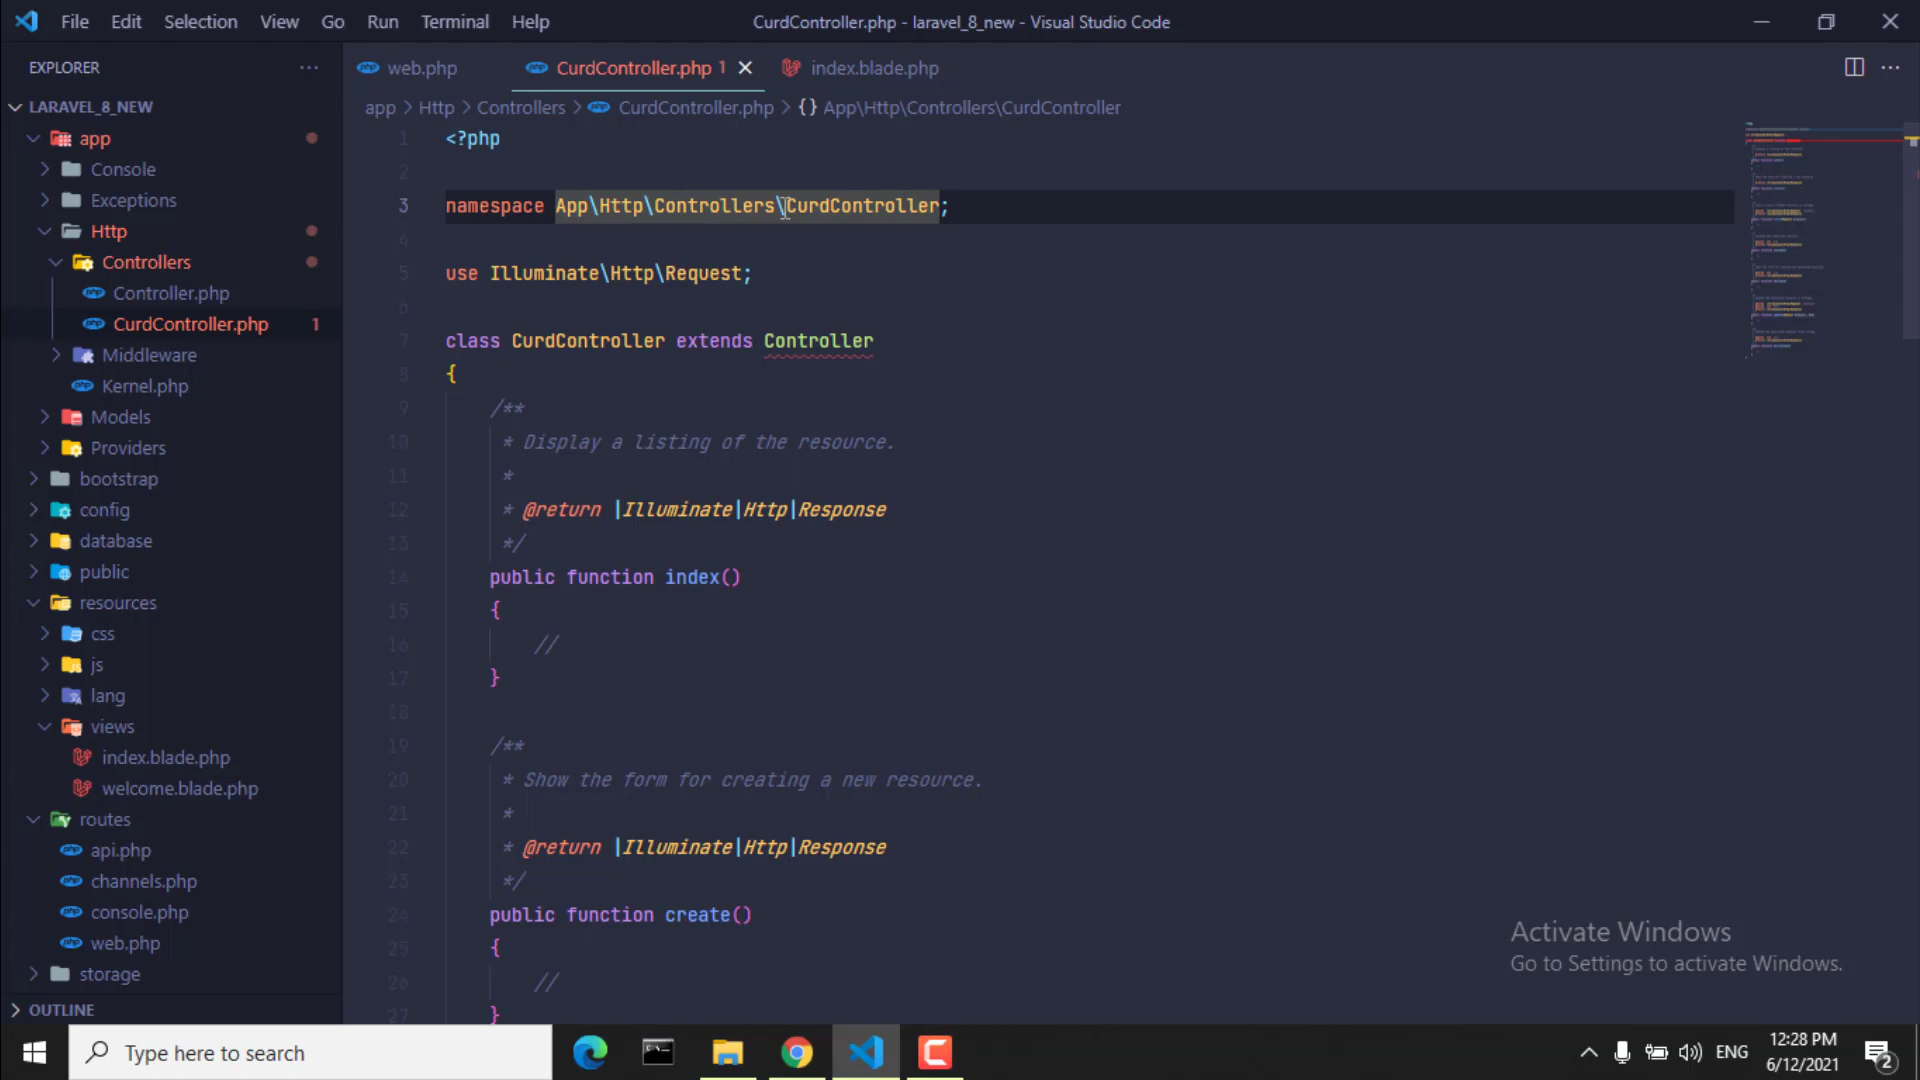 File Edit Selection View Go Run Terminal Help
CurdController.php - laravel_8_new - Visual Studio Code
EXPLORER
LARAVEL_8_NEW
app
Console
Exceptions
Http
Controllers
Controller.php
CurdController.php 1
Middleware
Kernel.php
Models
Providers
bootstrap
config
database
public
resources
css
js
lang
views
index.blade.php
welcome.blade.php
routes
api.php
channels.php
console.php
web.php
storage
OUTLINE
web.php CurdController.php 1 index.blade.php
app > Http > Controllers > CurdController.php > {} App\Http\Controllers\CurdController
1 <?php
2
3 namespace App\Http\Controllers\CurdController;
4
5 use Illuminate\Http\Request;
6
7 class CurdController extends Controller
8 {
9 /**
10 * Display a listing of the resource.
11 *
12 * @return |Illuminate|Http|Response
13 */
14 public function index()
15 {
16 //
17 }
18
19 /**
20 * Show the form for creating a new resource.
21 *
22 * @return |Illuminate|Http|Response
23 */
24 public function create()
25 {
26 //
27 }
Activate Windows
Go to Settings to activate Windows.
Type here to search
ENG
12:28 PM
6/12/2021
2